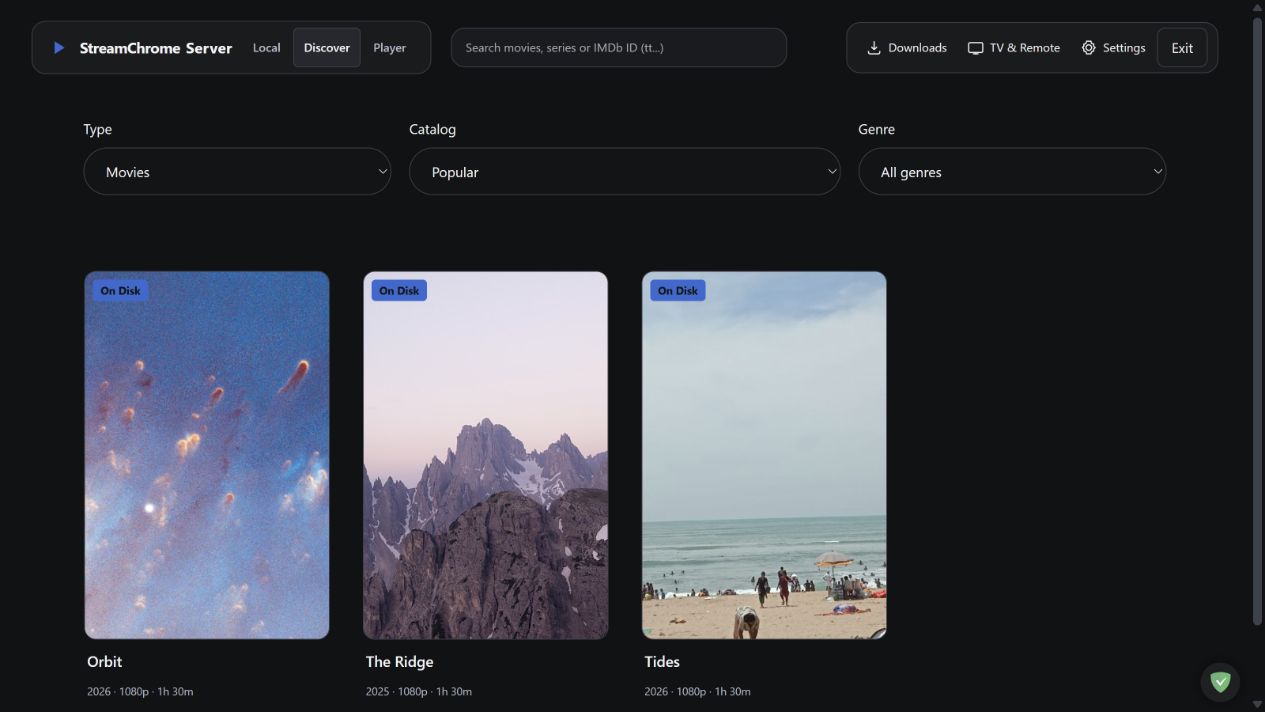 StreamChrome Server Local Discover Player
Search movies, series or IMDb ID (tt...)
Downloads TV & Remote Settings Exit
Type Catalog Genre
Movies Popular All genres
On Disk On Disk On Disk
Orbit The Ridge Tides
2026 · 1080p · 1h 30m 2025 · 1080p · 1h 30m 2026 · 1080p · 1h 30m